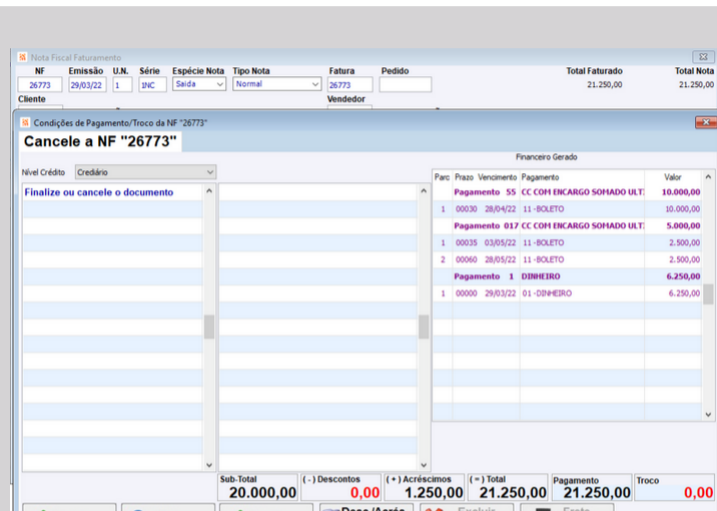 Nota Fiscal Faturamento
NF Emissão U.N. Série Espécie Nota Tipo Nota Fatura Pedido Total Faturado Total Nota
26773 29/03/22 1 1NC Saída Normal 26773 21.250,00 21.250,00
Cliente Vendedor
Condições de Pagamento/Troco da NF "26773"
Cancele a NF "26773"
Financeiro Gerado
Nível Crédito Crediário
Parc Prazo Vencimento Pagamento Valor
Finalize ou cancele o documento
Pagamento 55 CC COM ENCARGO SOMADO ULT: 10.000,00
1 00030 28/04/22 11 -BOLETO 10.000,00
Pagamento 017 CC COM ENCARGO SOMADO ULT: 5.000,00
1 00035 03/05/22 11 -BOLETO 2.500,00
2 00060 28/05/22 11 -BOLETO 2.500,00
Pagamento 1 DINHEIRO 6.250,00
1 00000 29/03/22 01 -DINHEIRO 6.250,00
Sub-Total (-) Descontos (+) Acréscimos (=) Total Pagamento Troco
20.000,00 0,00 1.250,00 21.250,00 21.250,00 0,00